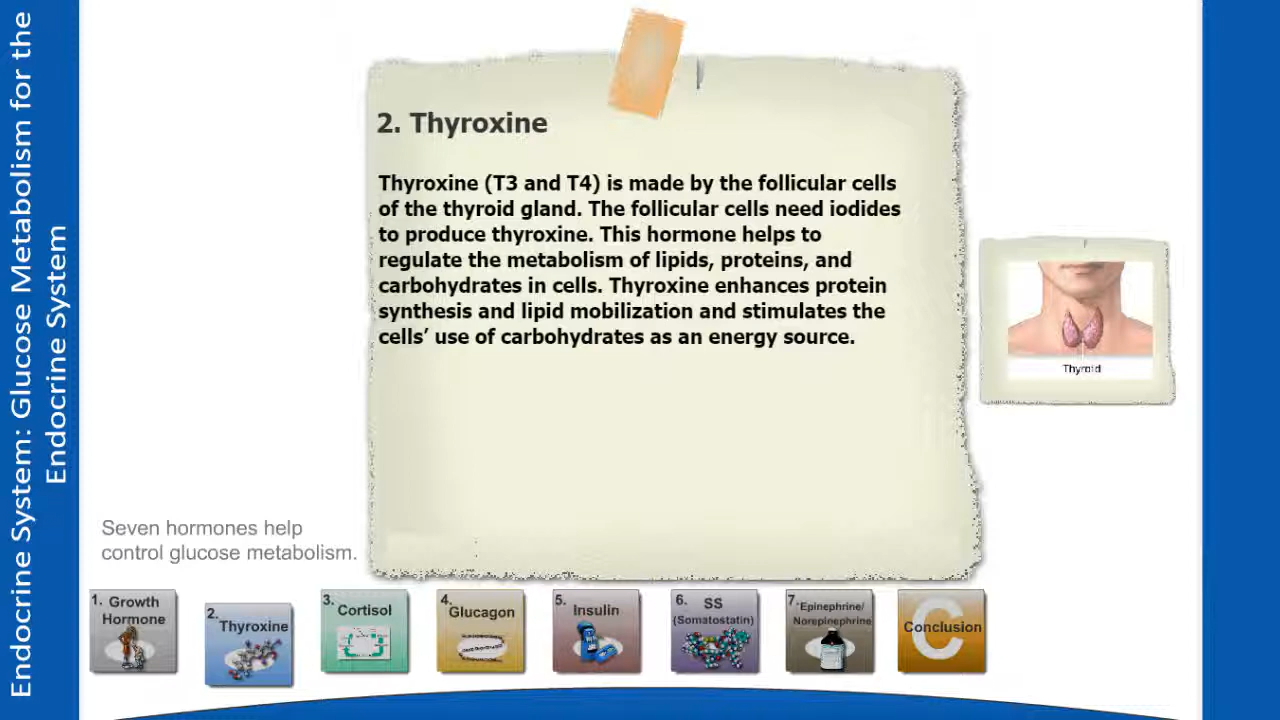 Endocrine System: Glucose Metabolism for the
Endocrine System
2. Thyroxine
Thyroxine (T3 and T4) is made by the follicular cells
of the thyroid gland. The follicular cells need iodides
to produce thyroxine. This hormone helps to
regulate the metabolism of lipids, proteins, and
carbohydrates in cells. Thyroxine enhances protein
synthesis and lipid mobilization and stimulates the
cells’ use of carbohydrates as an energy source.
Thyroid
Seven hormones help
control glucose metabolism.
1. Growth
Hormone
2. Thyroxine
3. Cortisol
4. Glucagon
5. Insulin
6. SS
(Somatostatin)
7. Epinephrine/
Norepinephrine
C
Conclusion